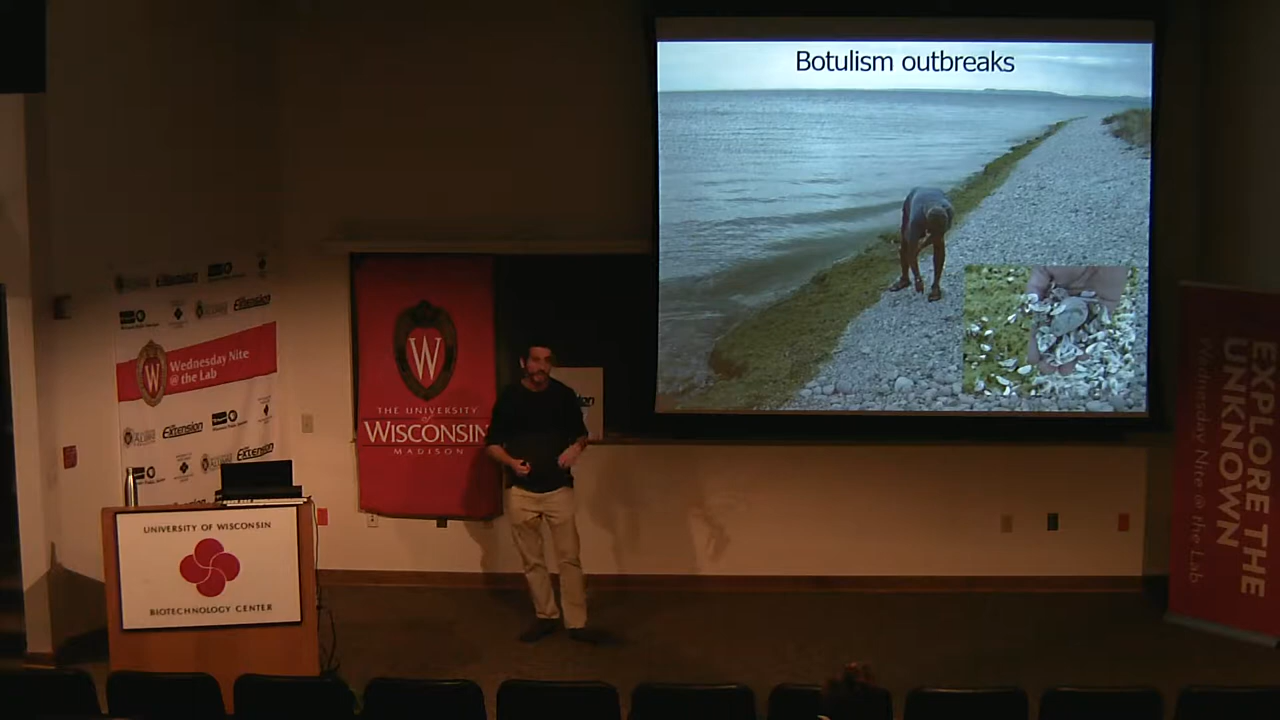 Botulism outbreaks
Extension
Extension
Wednesday Nite
@ the Lab
Extension
Extension
W
THE UNIVERSITY
of
WISCONSIN
MADISON
UNIVERSITY OF WISCONSIN
BIOTECHNOLOGY CENTER
EXPLORE THE
UNKNOWN
Wednesday Nite @ the Lab